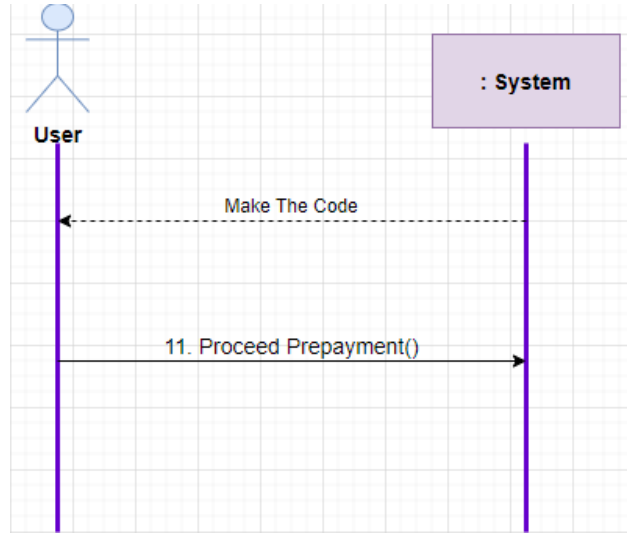 : System
User
Make The Code
11. Proceed Prepayment()